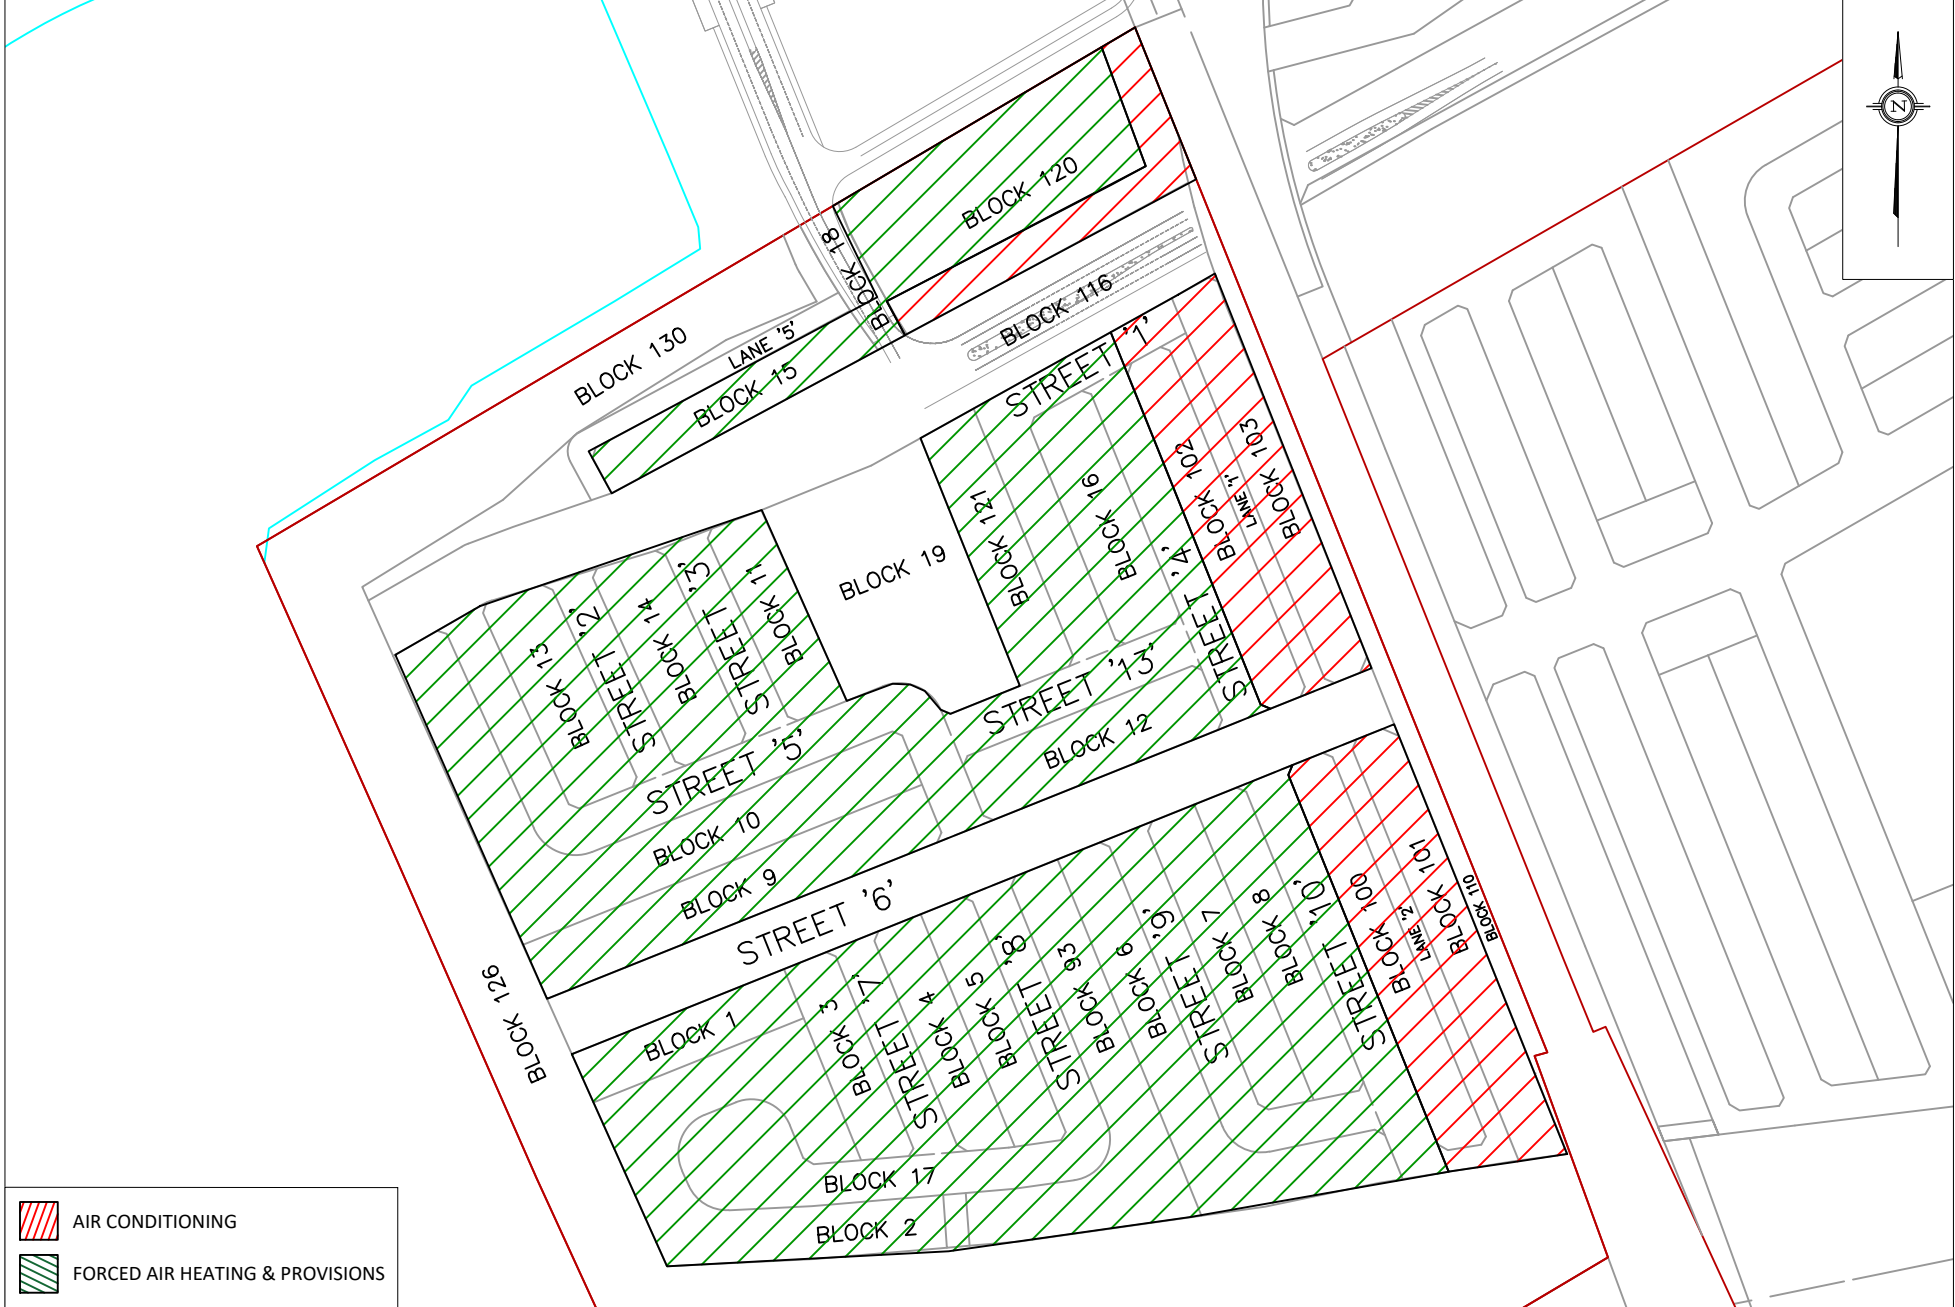 N
BLOCK 120
BLOCK 18
BLOCK 116
BLOCK 130
LANE '5'
BLOCK 15
STREET '1'
BLOCK 102
LANE '1'
BLOCK 103
BLOCK 121
BLOCK 16
STREET '4'
BLOCK 19
BLOCK 13
STREET '2'
BLOCK 14
STREET '3'
BLOCK 11
STREET '13'
BLOCK 12
STREET '5'
BLOCK 10
BLOCK 9
STREET '6'
BLOCK 126
BLOCK 1
BLOCK 3
STREET '7'
BLOCK 4
BLOCK 5
STREET '8'
BLOCK 93
BLOCK 6
STREET '9'
BLOCK 7
BLOCK 8
STREET '10'
BLOCK 100
LANE '2'
BLOCK 101
BLOCK 110
BLOCK 17
BLOCK 2
AIR CONDITIONING
FORCED AIR HEATING & PROVISIONS